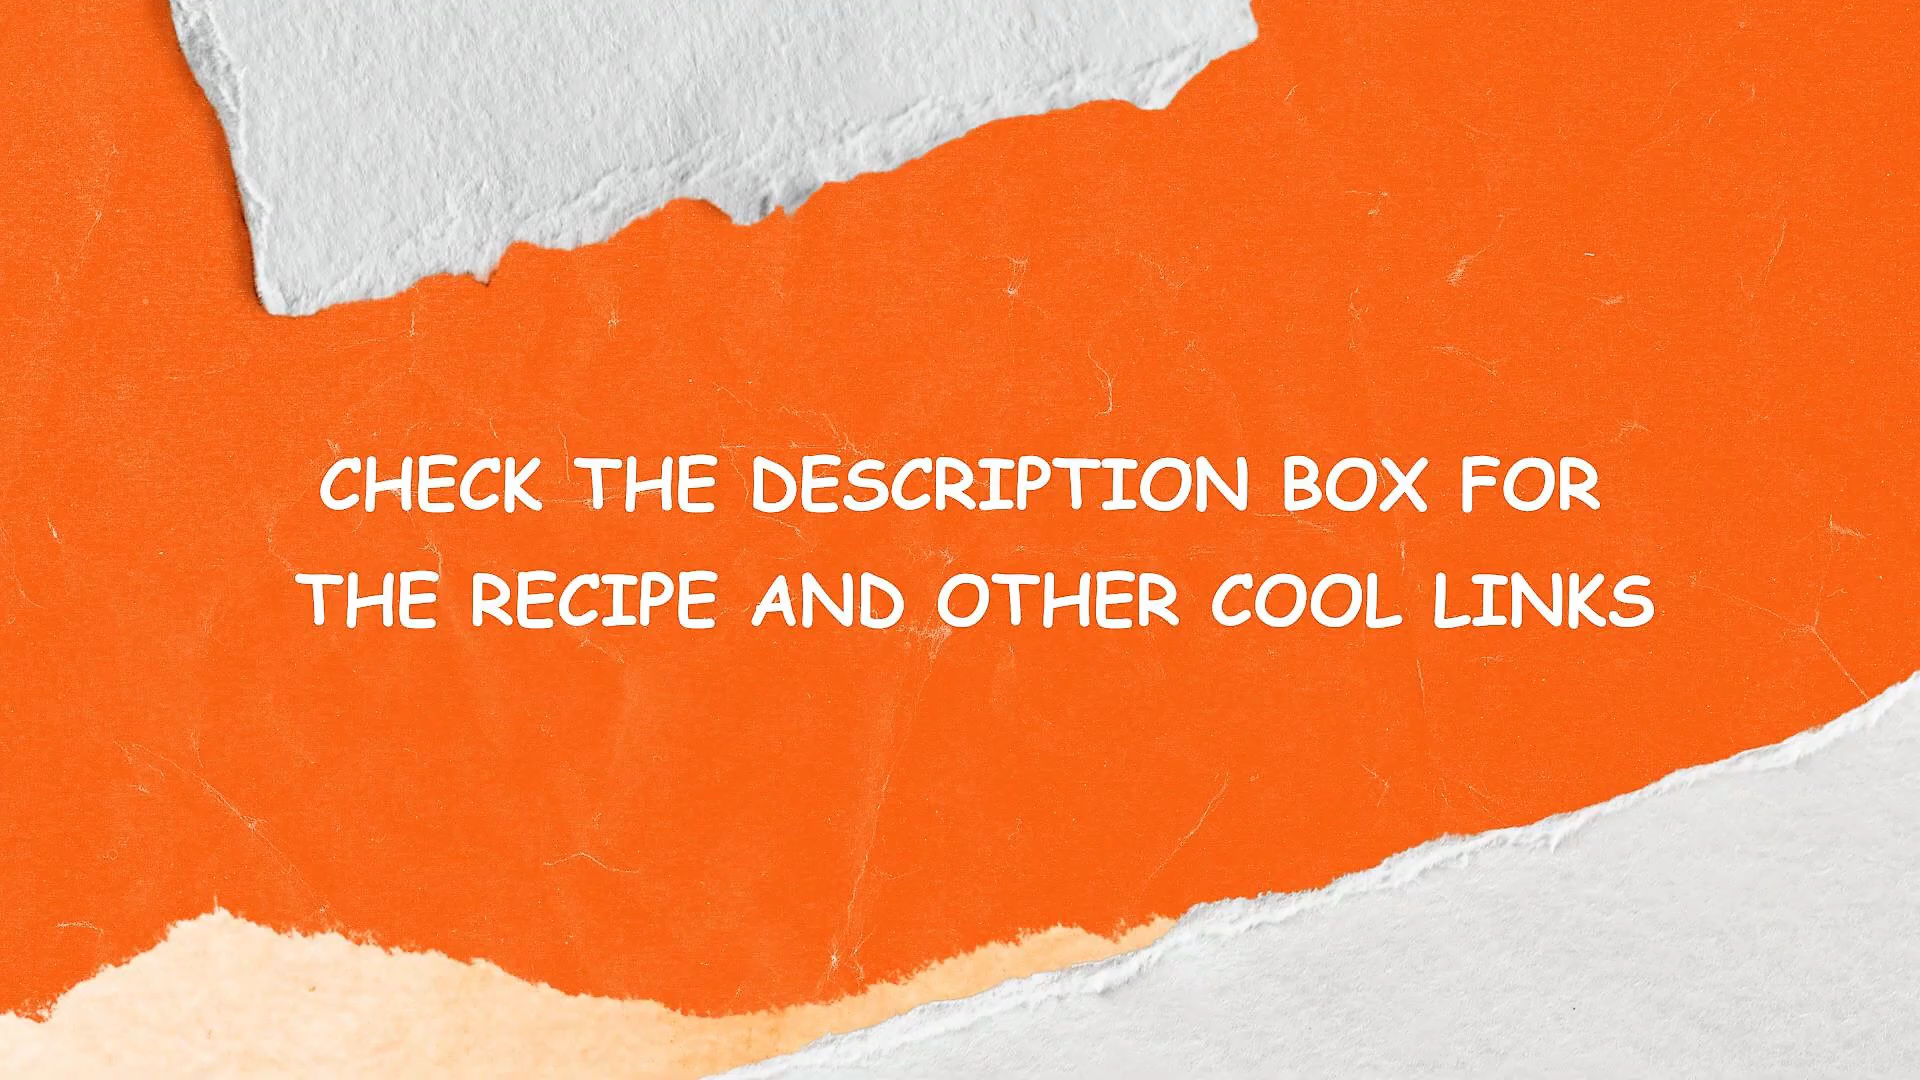 CHECK THE DESCRIPTION BOX FOR
THE RECIPE AND OTHER COOL LINKS